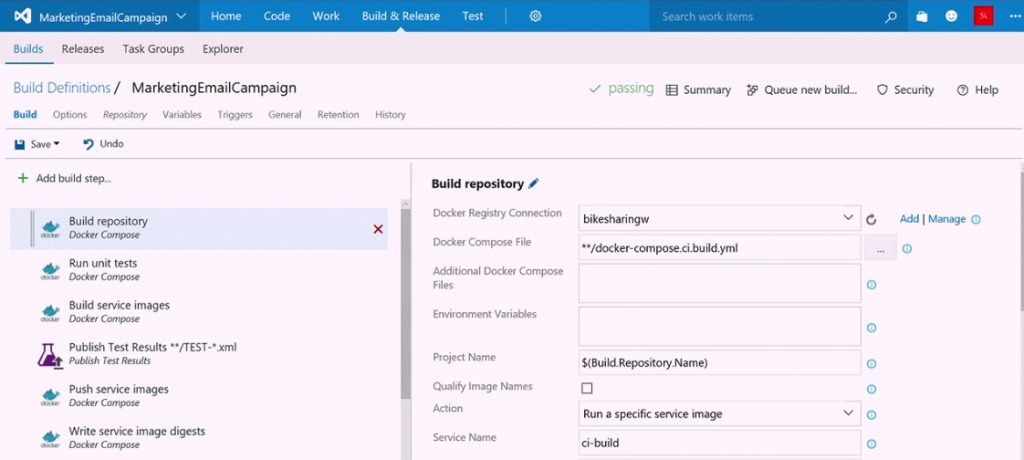 MarketingEmailCampaign Home Code Work Build & Release Test Search work items SL
Builds Releases Task Groups Explorer
Build Definitions / MarketingEmailCampaign passing Summary Queue new build... Security Help
Build Options Repository Variables Triggers General Retention History
Save Undo
Add build step...
Build repository
Docker Compose
Run unit tests
Docker Compose
Build service images
Docker Compose
Publish Test Results **/TEST-*.xml
Publish Test Results
Push service images
Docker Compose
Write service image digests
Docker Compose
Build repository
Docker Registry Connection bikesharingw Add | Manage
Docker Compose File **/docker-compose.ci.build.yml ...
Additional Docker Compose
Files
Environment Variables
Project Name $(Build.Repository.Name)
Qualify Image Names
Action Run a specific service image
Service Name ci-build